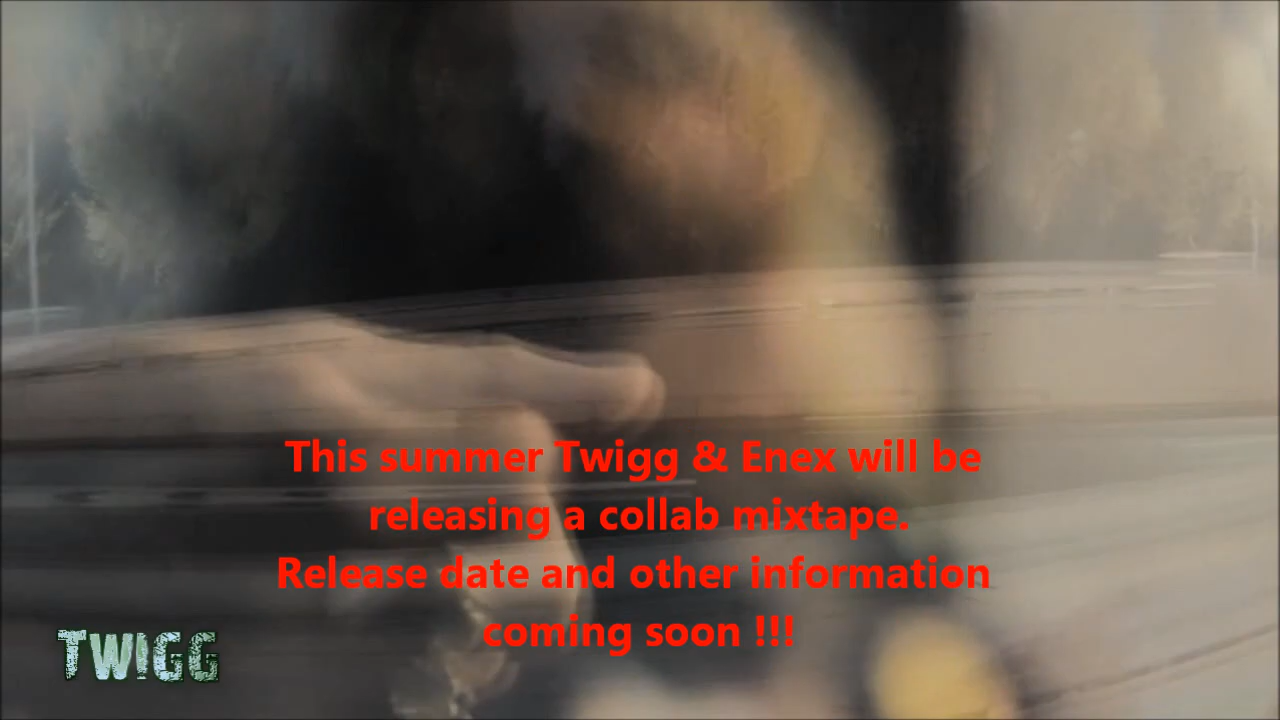 This summer Twigg & Enex will be
releasing a collab mixtape.
Release date and other information
coming soon !!!
TWIGG